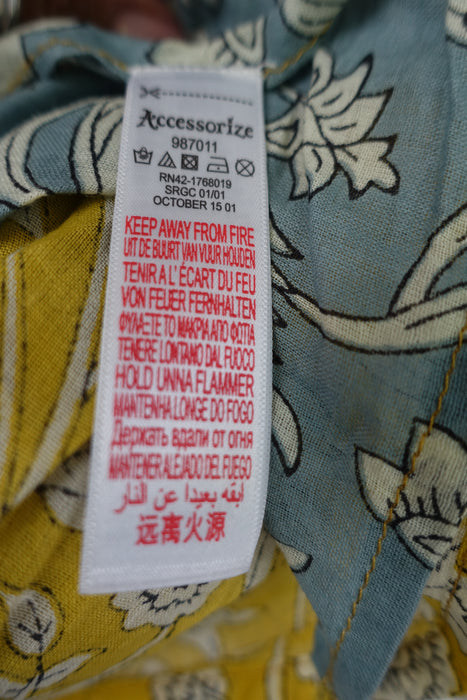 Accessorize
987011
RN42-1768019
SRGC 01/01
OCTOBER 15 01
KEEP AWAY FROM FIRE
UIT DE BUURT VAN VUUR HOUDEN
TENIR A L'ÉCART DU FEU
VON FEUER FERNHALTEN
ΦΥΛΑΞΤΕ ΤΟ ΜΑΚΡΙΑ ΑΠΟ ΦΩΤΙΑ
TENERE LONTANO DAL FUOCO
HOLD UNNA FLAMMER
MANTENHA LONGE DO FOGO
Держать вдали от огня
MANTENER ALEJADO DEL FUEGO
ابقه بعيدا عن النار
远离火源